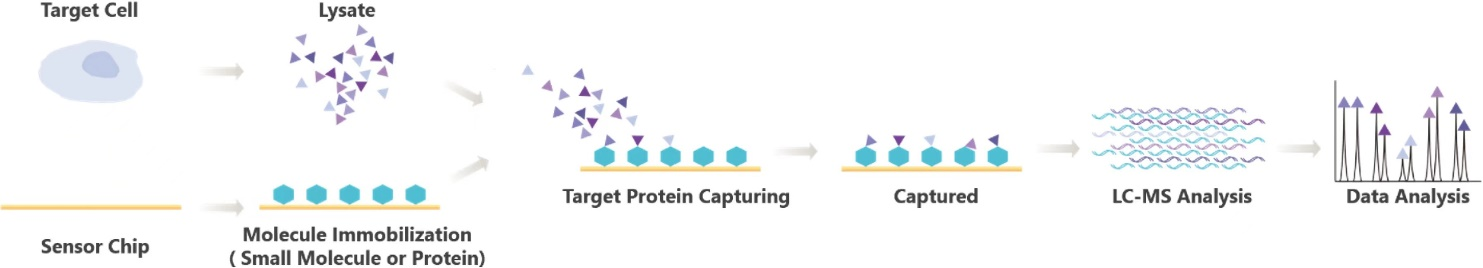 Target Cell
Lysate
Sensor Chip
Molecule Immobilization
( Small Molecule or Protein)
Target Protein Capturing
Captured
LC-MS Analysis
Data Analysis